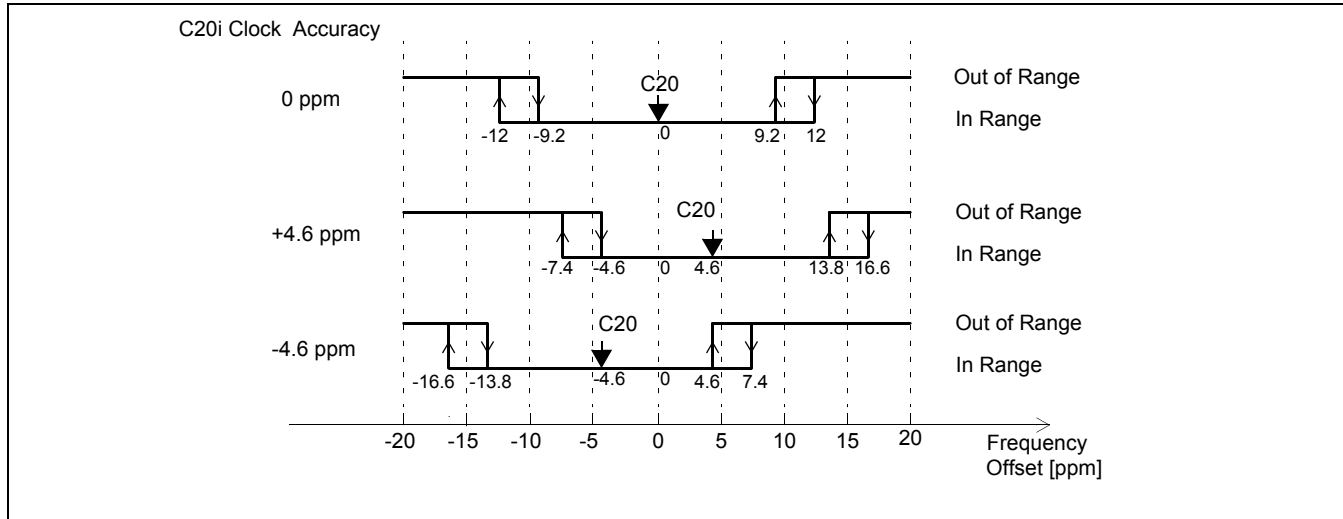 C20i Clock Accuracy
0 ppm
C20
Out of Range
In Range
-12 -9.2 0 9.2 12
+4.6 ppm
C20
Out of Range
In Range
-7.4 -4.6 0 4.6 13.8 16.6
-4.6 ppm
C20
Out of Range
In Range
-16.6 -13.8 -4.6 0 4.6 7.4
-20 -15 -10 -5 0 5 10 15 20
Frequency
Offset [ppm]